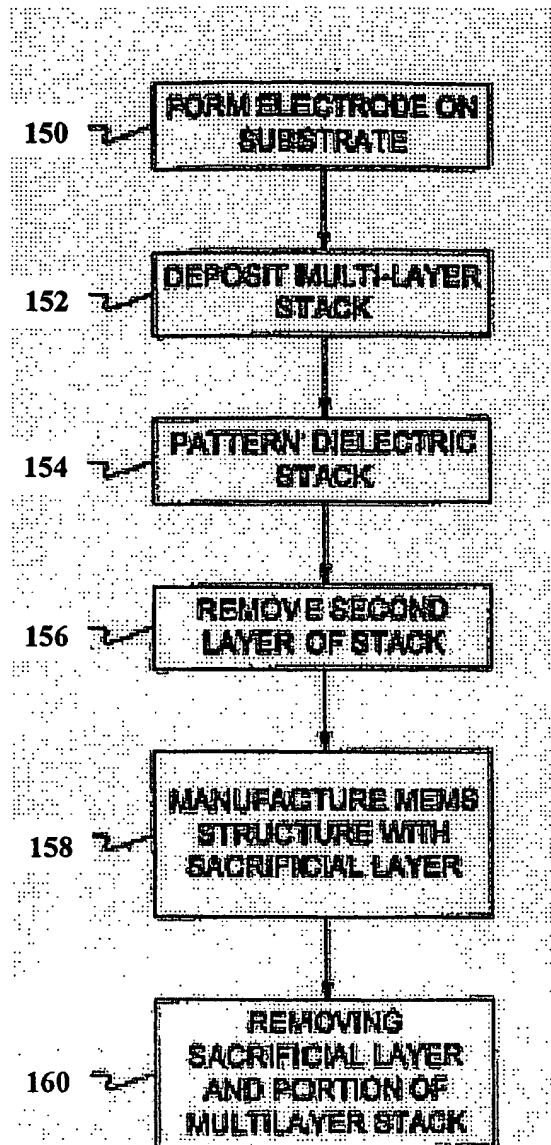 150
FORM ELECTRODE ON
SUBSTRATE
152
DEPOSIT MULTI-LAYER
STACK
154
PATTERN DIELECTRIC
STACK
156
REMOVE SECOND
LAYER OF STACK
158
MANUFACTURE MEMS
STRUCTURE WITH
SACRIFICIAL LAYER
160
REMOVING
SACRIFICIAL LAYER
AND PORTION OF
MULTILAYER STACK